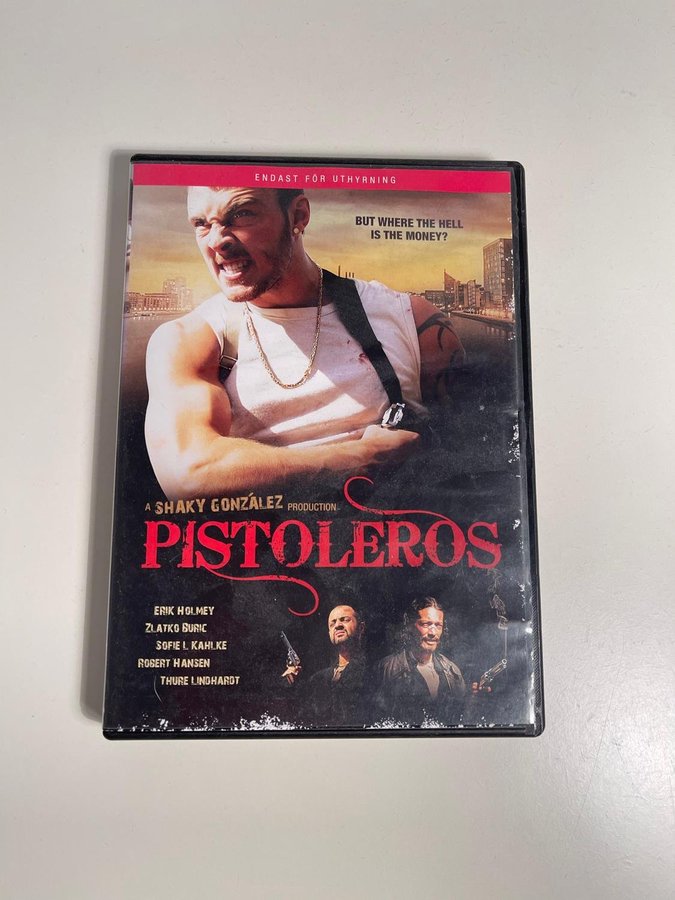 ENDAST FÖR UTHYRNING
BUT WHERE THE HELL
IS THE MONEY?
A SHAKY GONZÁLEZ PRODUCTION
PISTOLEROS
ERIK HOLMEY
ZLATKO BURIC
SOFIE L KAHLKE
ROBERT HANSEN
THURE LINDHARDT